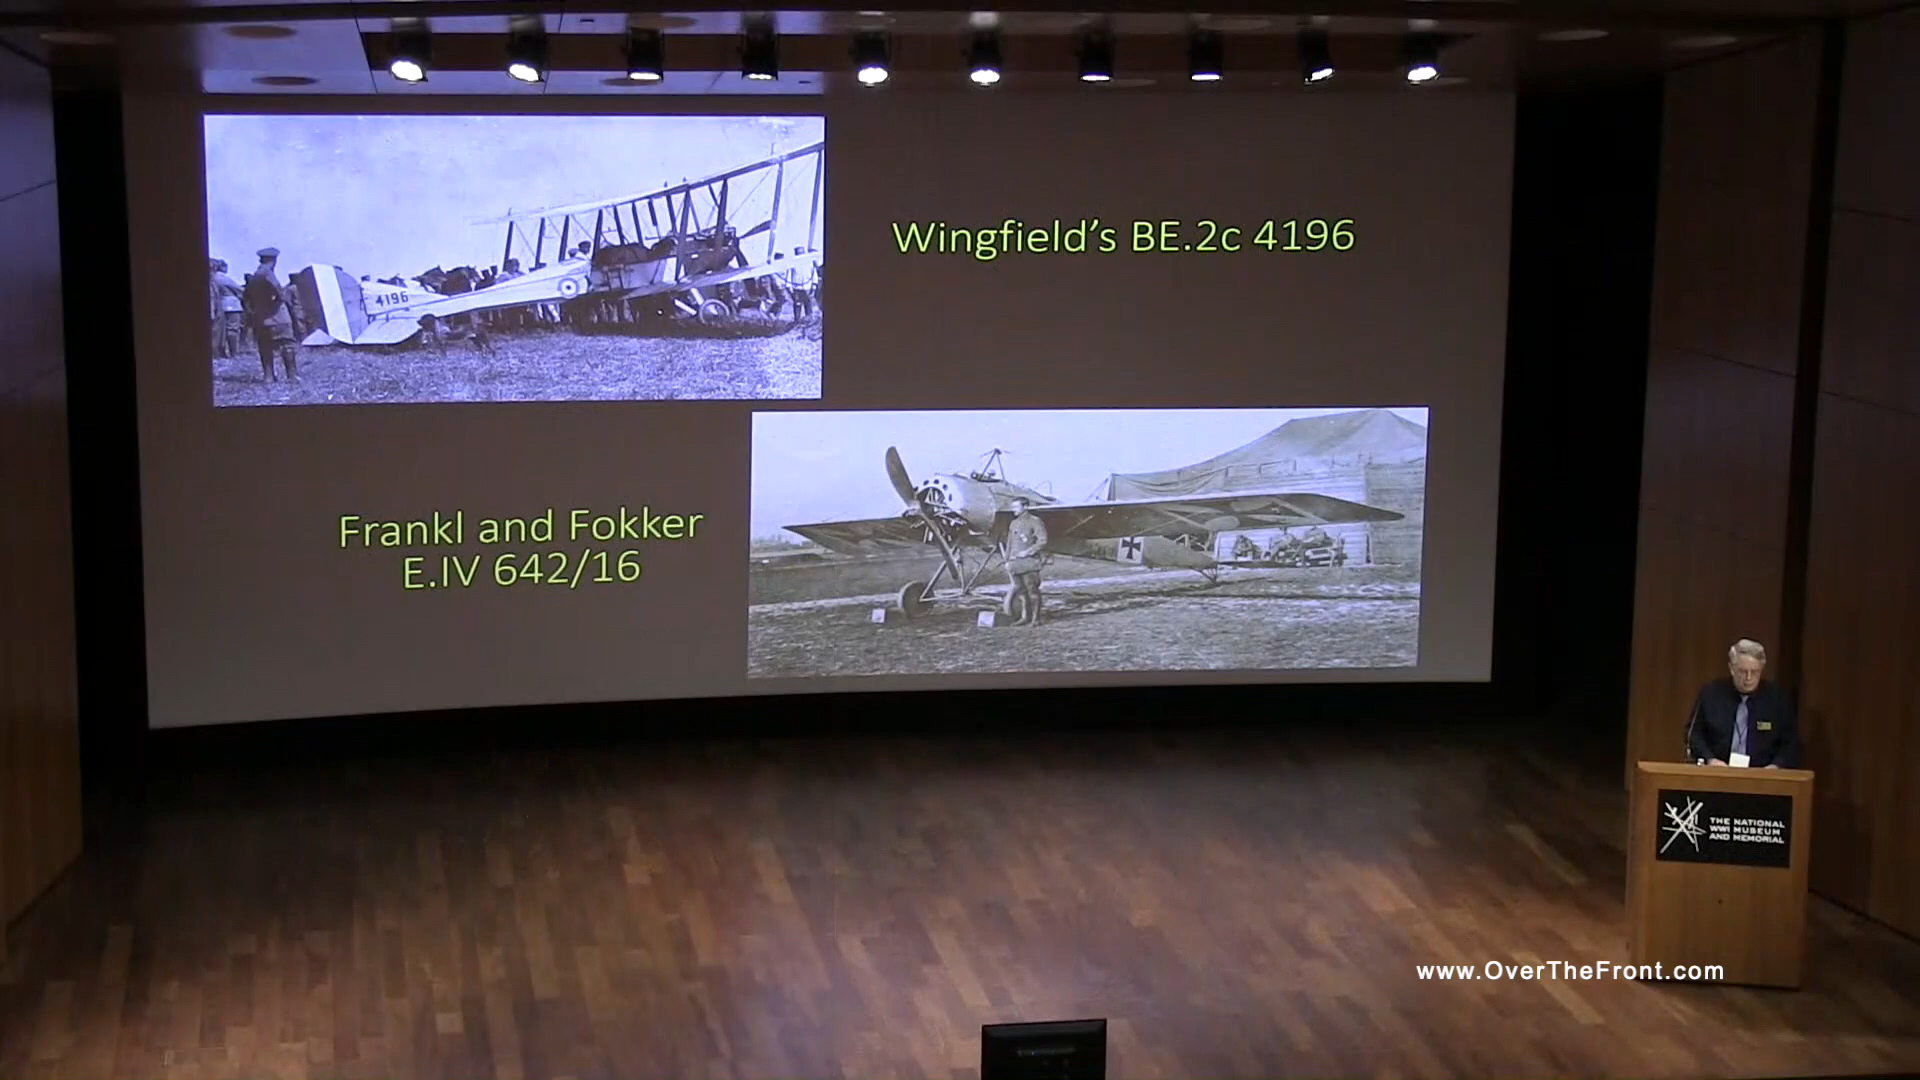 Wingfield's BE.2c 4196
4196
Frankl and Fokker
E.IV 642/16
THE NATIONAL
WWI MUSEUM
AND MEMORIAL
www.OverTheFront.com